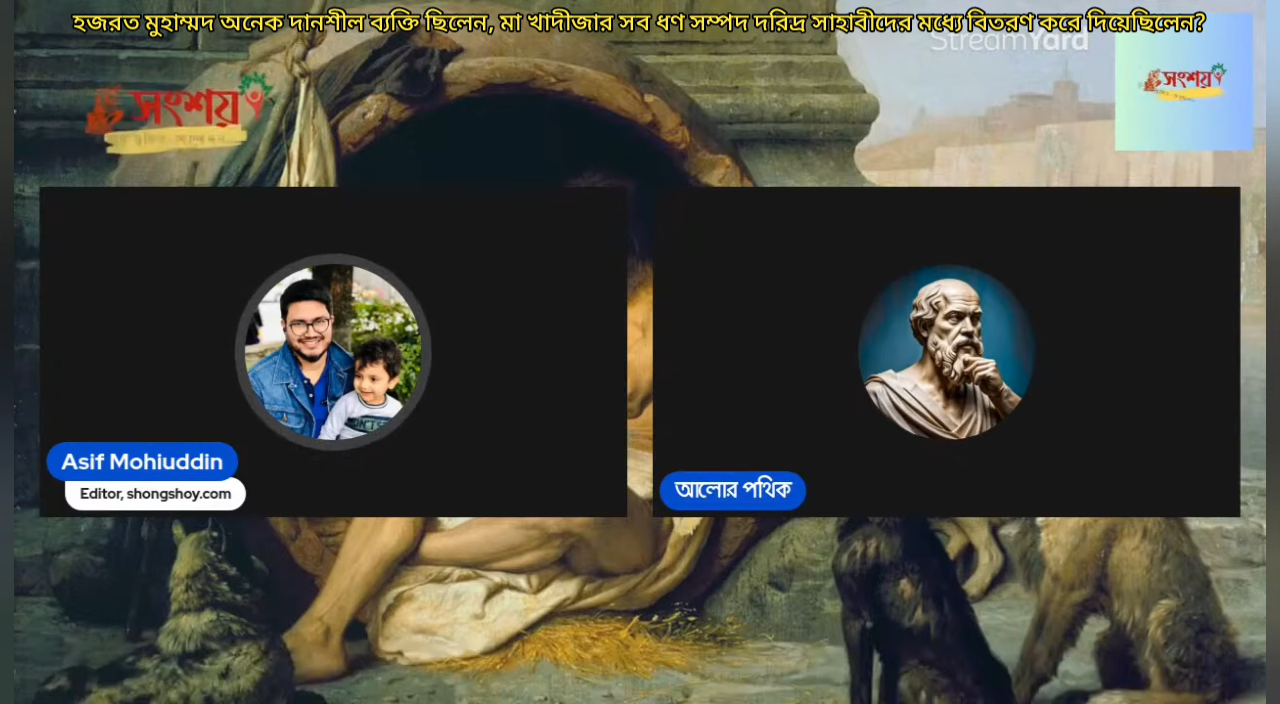 হজরত মুহাম্মদ অনেক দানশীল ব্যক্তি ছিলেন, মা খাদীজার সব ধণ সম্পদ দরিদ্র সাহাবীদের মধ্যে বিতরণ করে দিয়েছিলেন?
StreamYard
সংশয়
সংশয়
Asif Mohiuddin
Editor, shongshoy.com
আলোর পথিক